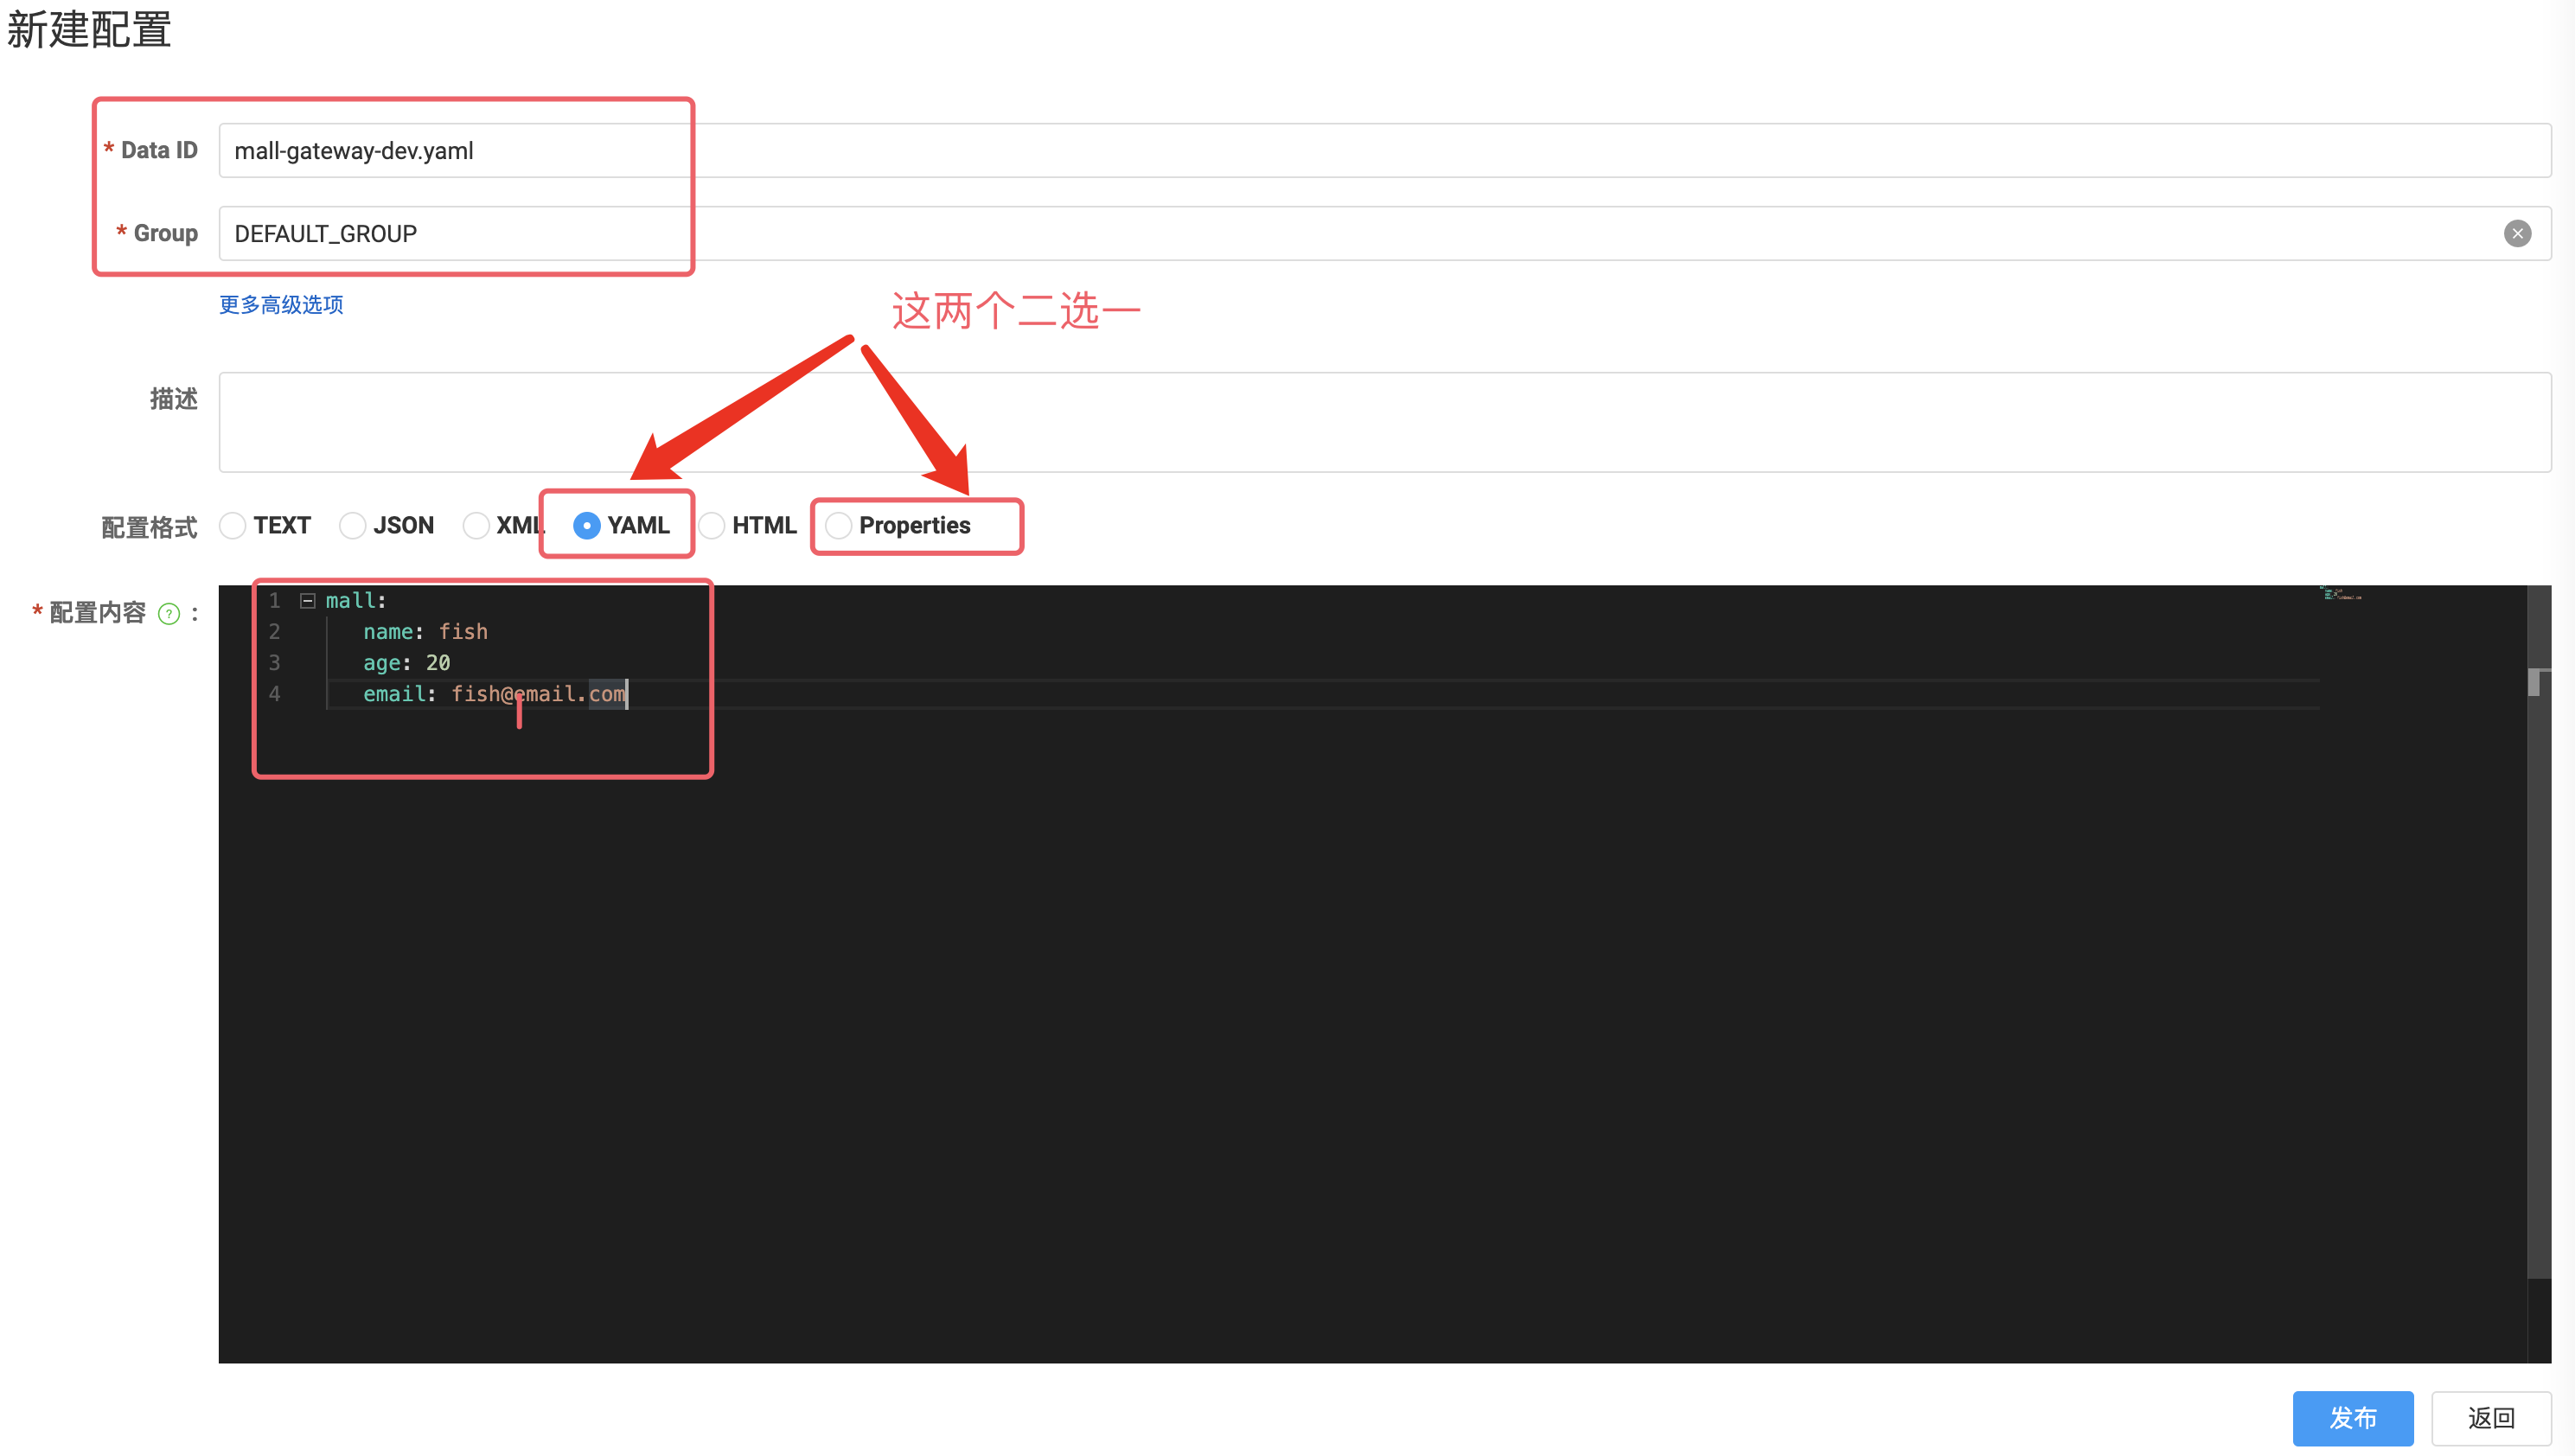 新建配置
* Data ID mall-gateway-dev.yaml
* Group DEFAULT_GROUP
更多高级选项
这两个二选一
描述
配置格式 TEXT JSON XML YAML HTML Properties
* 配置内容 ? :
1 mall:
2 name: fish
3 age: 20
4 email: fish@email.com
发布 返回